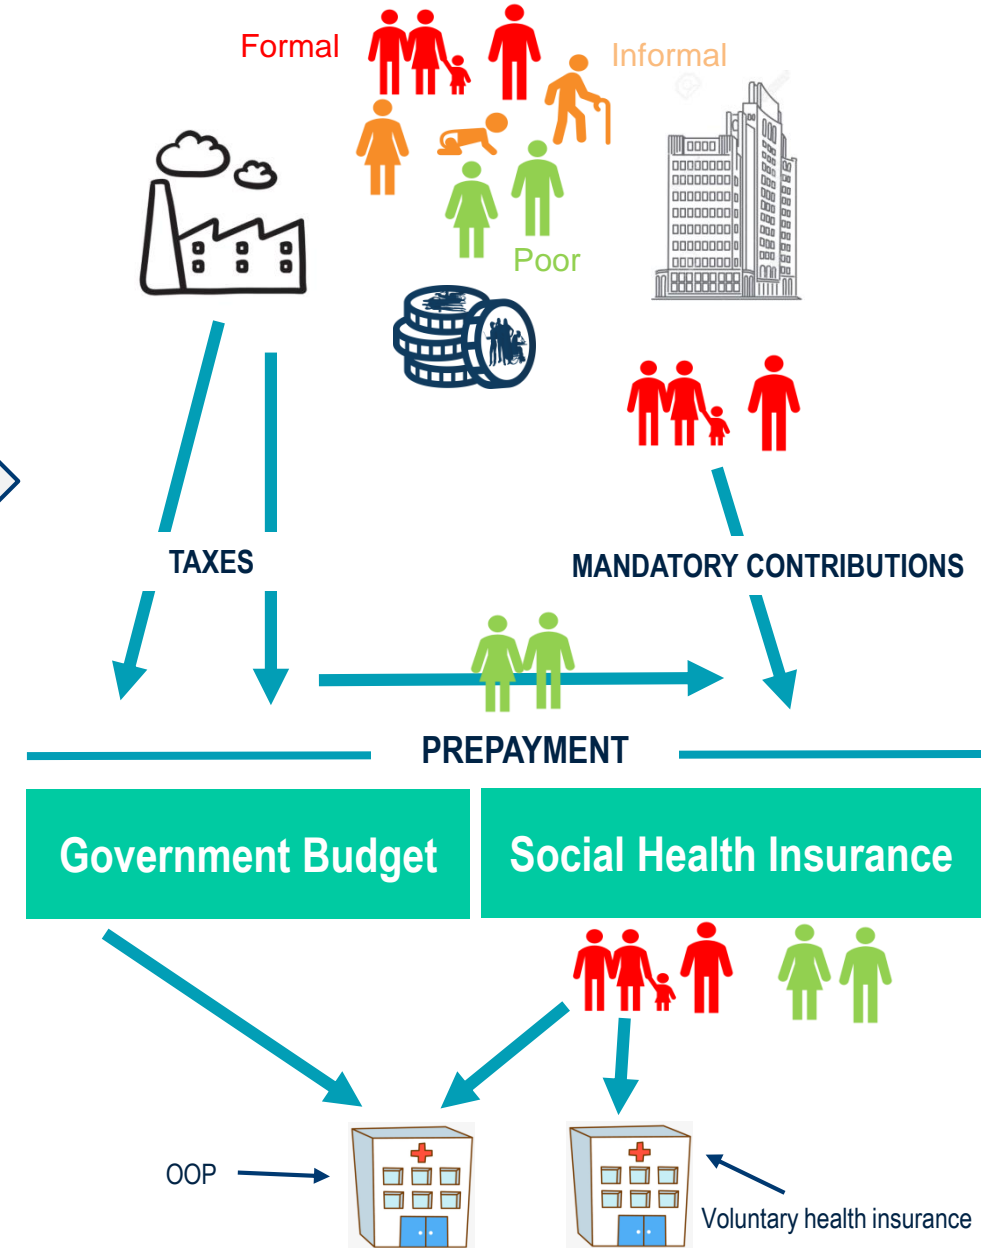 Formal
Informal
Poor
TAXES
MANDATORY CONTRIBUTIONS
PREPAYMENT
Government Budget
Social Health Insurance
OOP
Voluntary health insurance